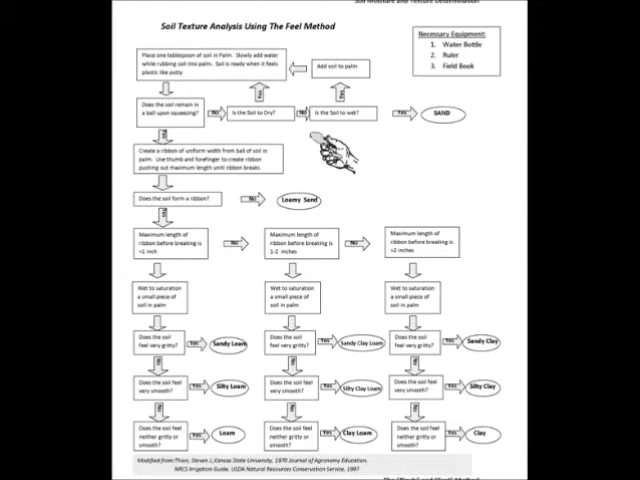 Soil Moisture and Texture Determination
Soil Texture Analysis Using The Feel Method
Necessary Equipment:
1. Water Bottle
2. Ruler
3. Field Book
Place one tablespoon of soil in Palm. Slowly add water
while rubbing soil into palm. Soil is ready when it feels
plastic like putty
Add soil to palm
Yes
Yes
Does the soil remain in
a ball upon squeezing?
No
Is the Soil to Dry?
No
Is the Soil to wet?
Yes
SAND
Yes
Create a ribbon of uniform width from ball of soil in
palm. Use thumb and forefinger to create ribbon
pushing out maximum length until ribbon breaks
Does the soil form a ribbon?
No
Loamy Sand
Yes
Maximum length of
ribbon before breaking is
<1 inch
No
Maximum length of
ribbon before breaking is
1-2 inches
No
Maximum length of
ribbon before breaking is
>2 inches
Wet to saturation
a small piece of
soil in palm
Wet to saturation
a small piece of
soil in palm
Wet to saturation
a small piece of
soil in palm
Does the soil
feel very gritty?
Yes
Sandy Loam
Does the soil
feel very gritty?
Yes
Sandy Clay Loam
Does the soil
feel very gritty?
Yes
Sandy Clay
No
No
No
Does the soil feel
very smooth?
Yes
Silty Loam
Does the soil feel
very smooth?
Yes
Silty Clay Loam
Does the soil feel
very smooth?
Yes
Silty Clay
No
No
No
Does the soil feel
neither gritty or
smooth?
Yes
Loam
Does the soil feel
neither gritty or
smooth?
Yes
Clay Loam
Does the soil feel
neither gritty or
smooth?
Yes
Clay
Modified from: Thien, Steven J., Kansas State University, 1979 Journal of Agronomy Education.
NRCS Irrigation Guide, USDA Natural Resources Conservation Service, 1997